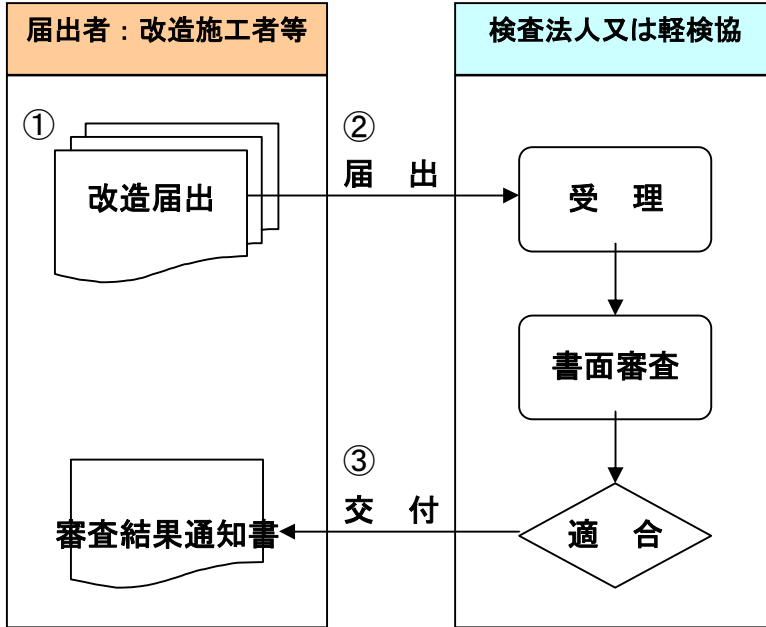 届出者：改造施工者等
検査法人又は軽検協
①
②
改造届出
届　出
受　理
書面審査
③
交　付
審査結果通知書
適　合